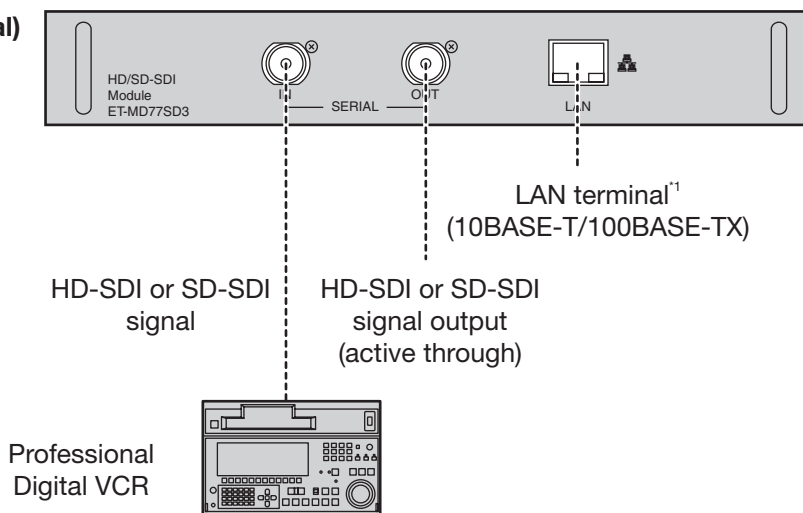 al)
HD/SD-SDI
Module
ET-MD77SD3
IN
SERIAL
OUT
LAN
LAN terminal*1
(10BASE-T/100BASE-TX)
HD-SDI or SD-SDI
signal
HD-SDI or SD-SDI
signal output
(active through)
Professional
Digital VCR